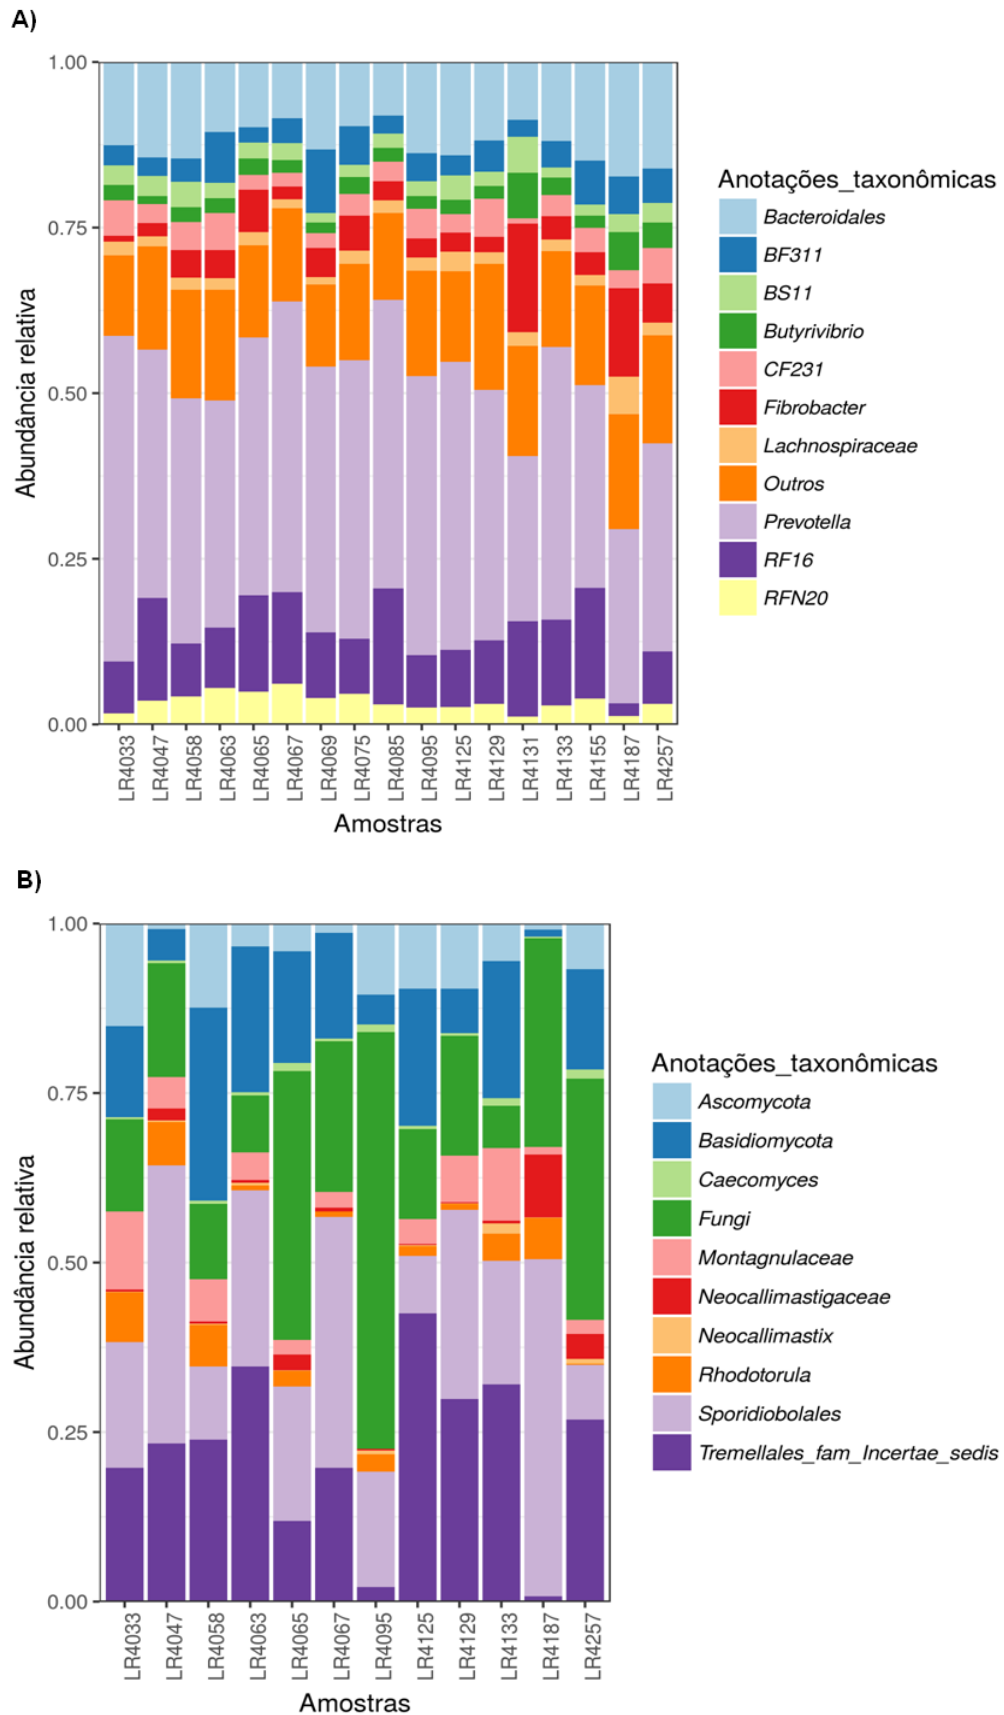 A)
1.00
0.75
0.50
0.25
0.00
Abundância relativa
LR4033
LR4047
LR4058
LR4063
LR4065
LR4067
LR4069
LR4075
LR4085
LR4095
LR4125
LR4129
LR4131
LR4133
LR4155
LR4187
LR4257
Amostras
Anotações_taxonômicas
Bacteroidales
BF311
BS11
Butyrivibrio
CF231
Fibrobacter
Lachnospiraceae
Outros
Prevotella
RF16
RFN20
B)
1.00
0.75
0.50
0.25
0.00
Abundância relativa
LR4033
LR4047
LR4058
LR4063
LR4065
LR4067
LR4095
LR4125
LR4129
LR4133
LR4187
LR4257
Amostras
Anotações_taxonômicas
Ascomycota
Basidiomycota
Caecomyces
Fungi
Montagnulaceae
Neocallimastigaceae
Neocallimastix
Rhodotorula
Sporidiobolales
Tremellales_fam_Incertae_sedis